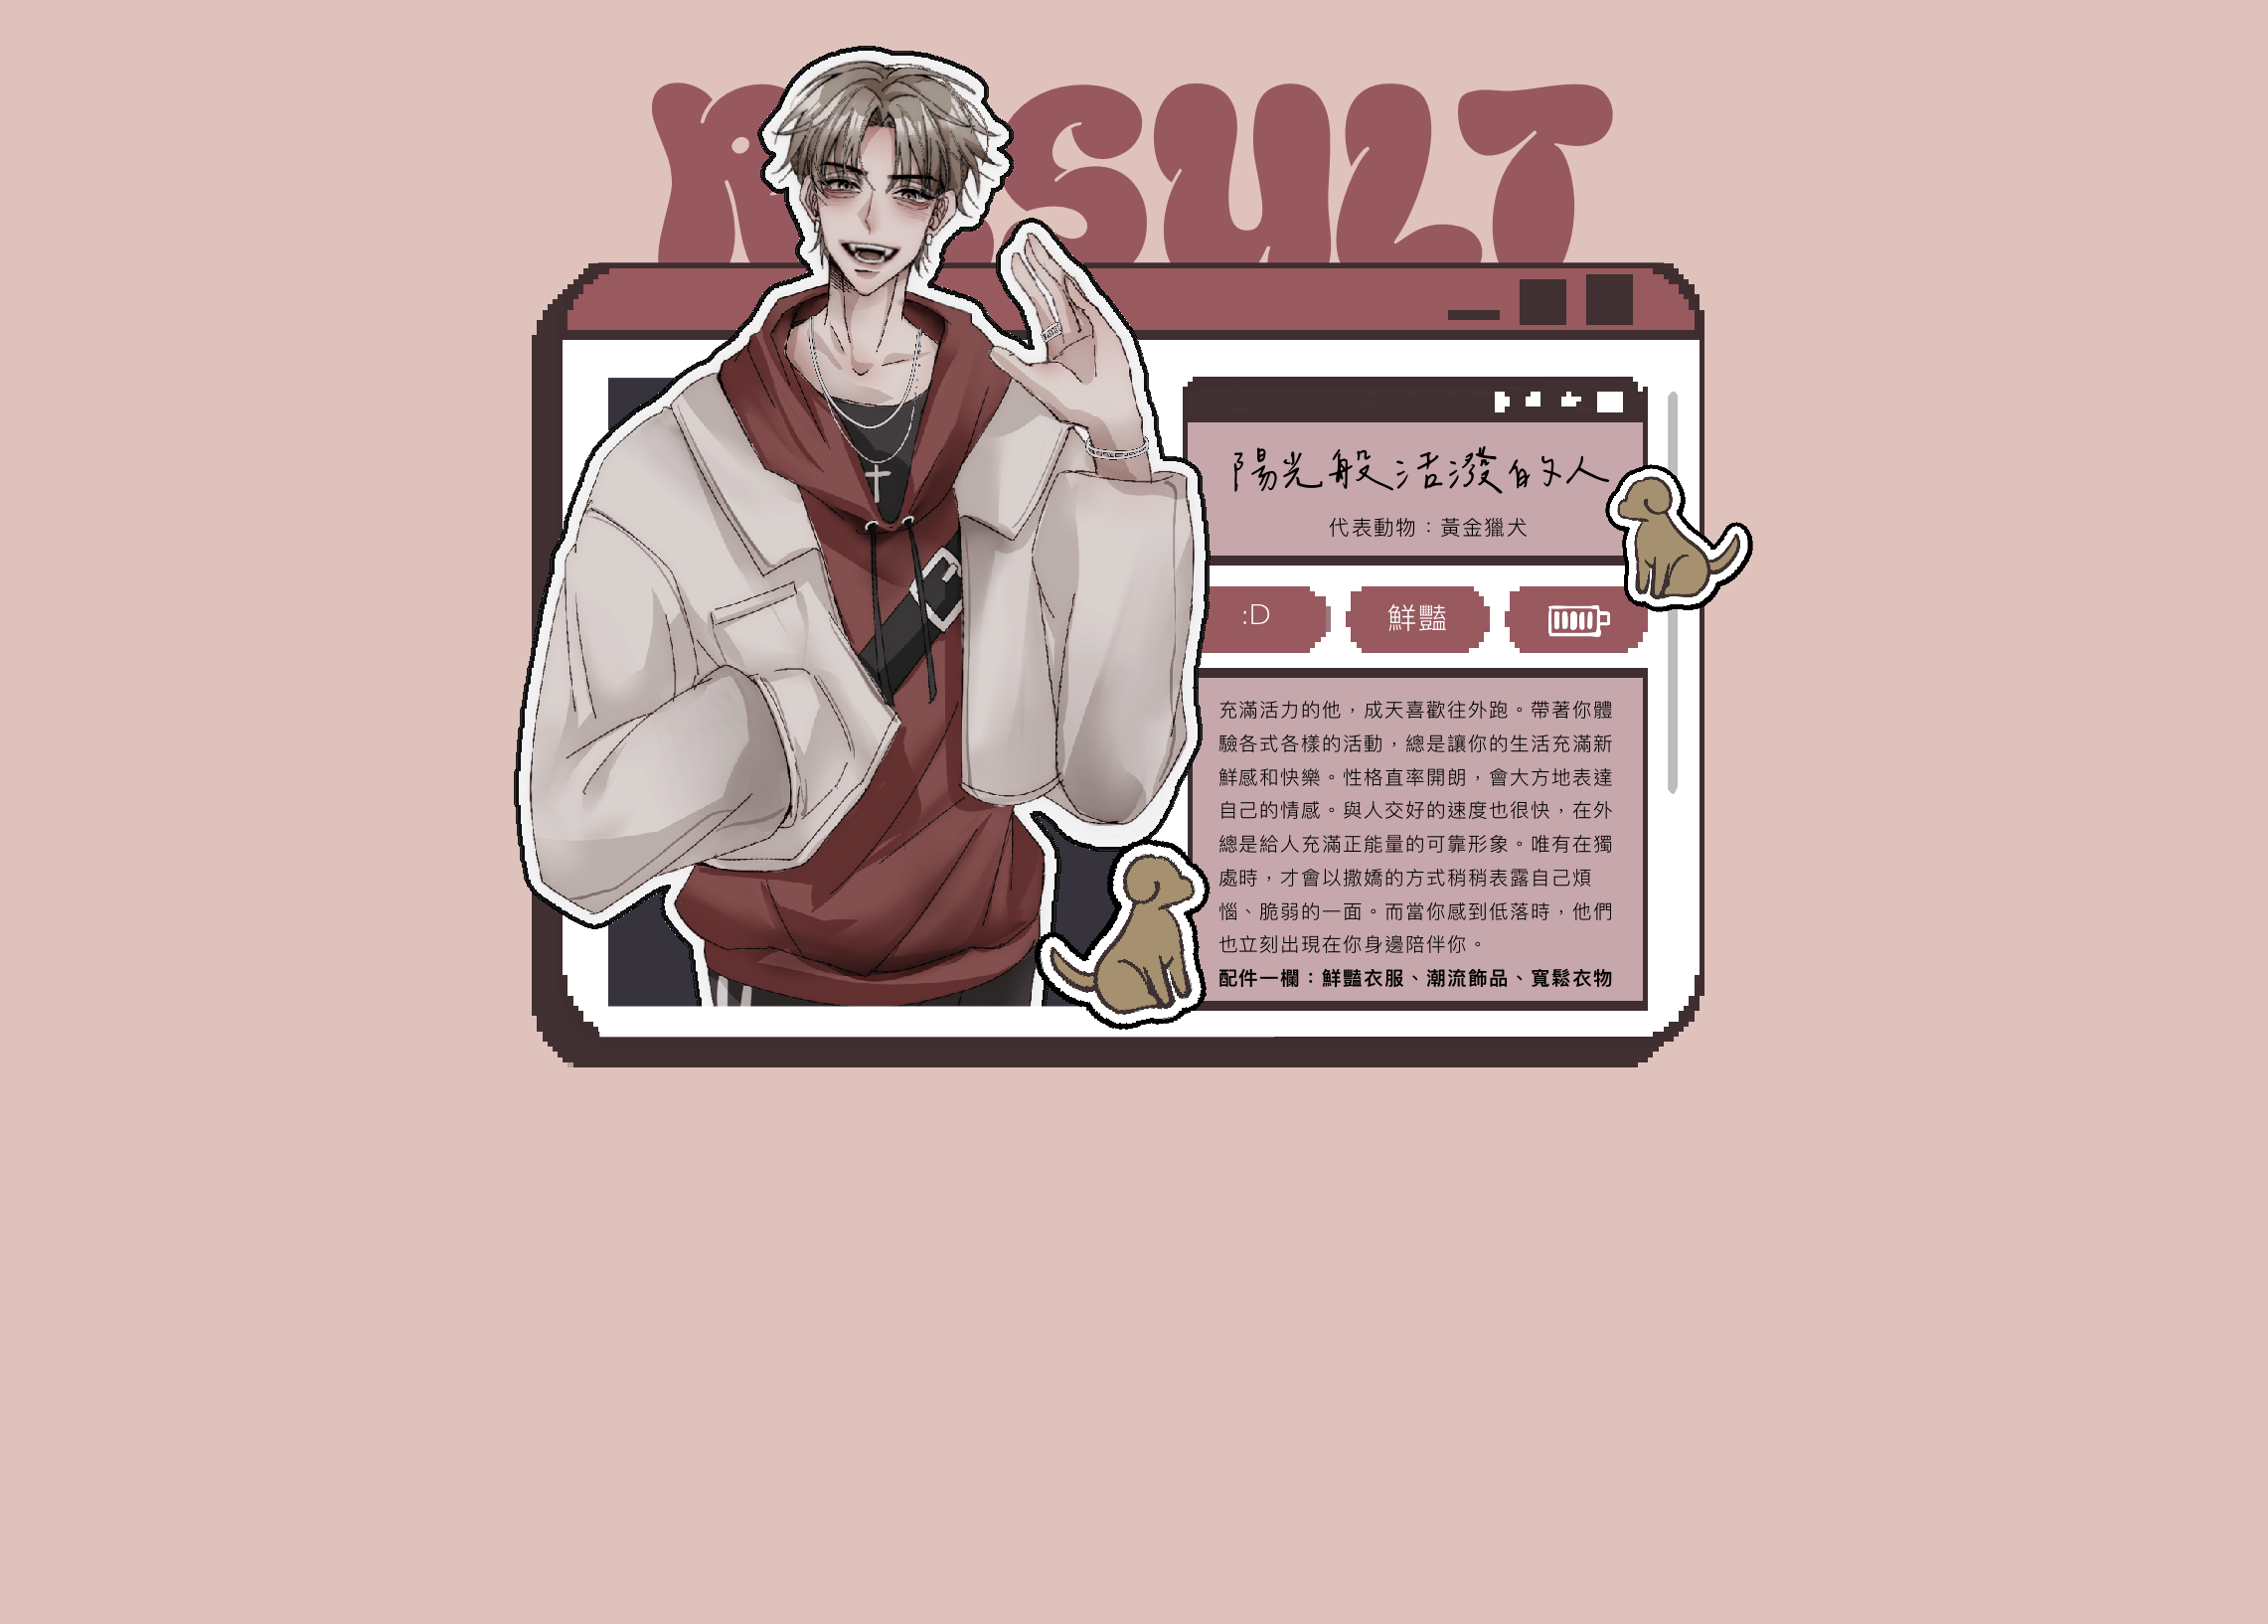 RESULT
陽光般活潑的人
代表動物：黃金獵犬
:D
鮮豔
充滿活力的他，成天喜歡往外跑。帶著你體
驗各式各樣的活動，總是讓你的生活充滿新
鮮感和快樂。性格直率開朗，會大方地表達
自己的情感。與人交好的速度也很快，在外
總是給人充滿正能量的可靠形象。唯有在獨
處時，才會以撒嬌的方式稍稍表露自己煩
惱、脆弱的一面。而當你感到低落時，他們
也立刻出現在你身邊陪伴你。
配件一欄：鮮豔衣服、潮流飾品、寬鬆衣物